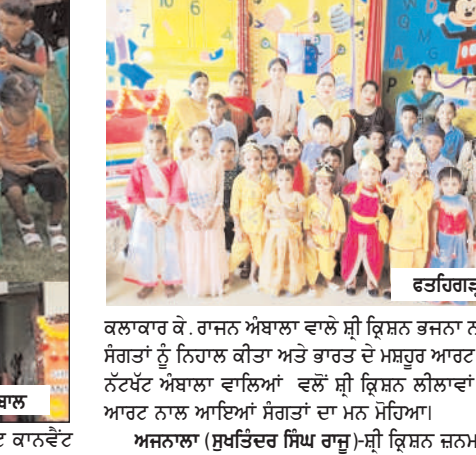 ਫਤਹਿਗੜ੍ਹ
ਬਾਲ
ਟ ਕਾਨਵੈਂਟ
ਕਲਾਕਾਰ ਕੇ. ਰਾਜਨ ਅੰਬਾਲਾ ਵਾਲੇ ਸ਼੍ਰੀ ਕ੍ਰਿਸ਼ਨ ਭਜਨਾ
ਸੰਗਤਾਂ ਨੂੰ ਨਿਹਾਲ ਕੀਤਾ ਅਤੇ ਭਾਰਤ ਦੇ ਮਸ਼ਹੂਰ ਆਰਟ
ਨੱਟਖੱਟ ਅੰਬਾਲਾ ਵਾਲਿਆਂ ਵਲੋਂ ਸ਼੍ਰੀ ਕ੍ਰਿਸ਼ਨ ਲੀਲਾਵਾਂ
ਆਰਟ ਨਾਲ ਆਇਆਂ ਸੰਗਤਾਂ ਦਾ ਮਨ ਮੋਹਿਆ।
ਅਜਨਾਲਾ (ਸੁਖਤਿੰਦਰ ਸਿੰਘ ਰਾਜੂ)-ਸ਼੍ਰੀ ਕ੍ਰਿਸ਼ਨ ਜਨਮ